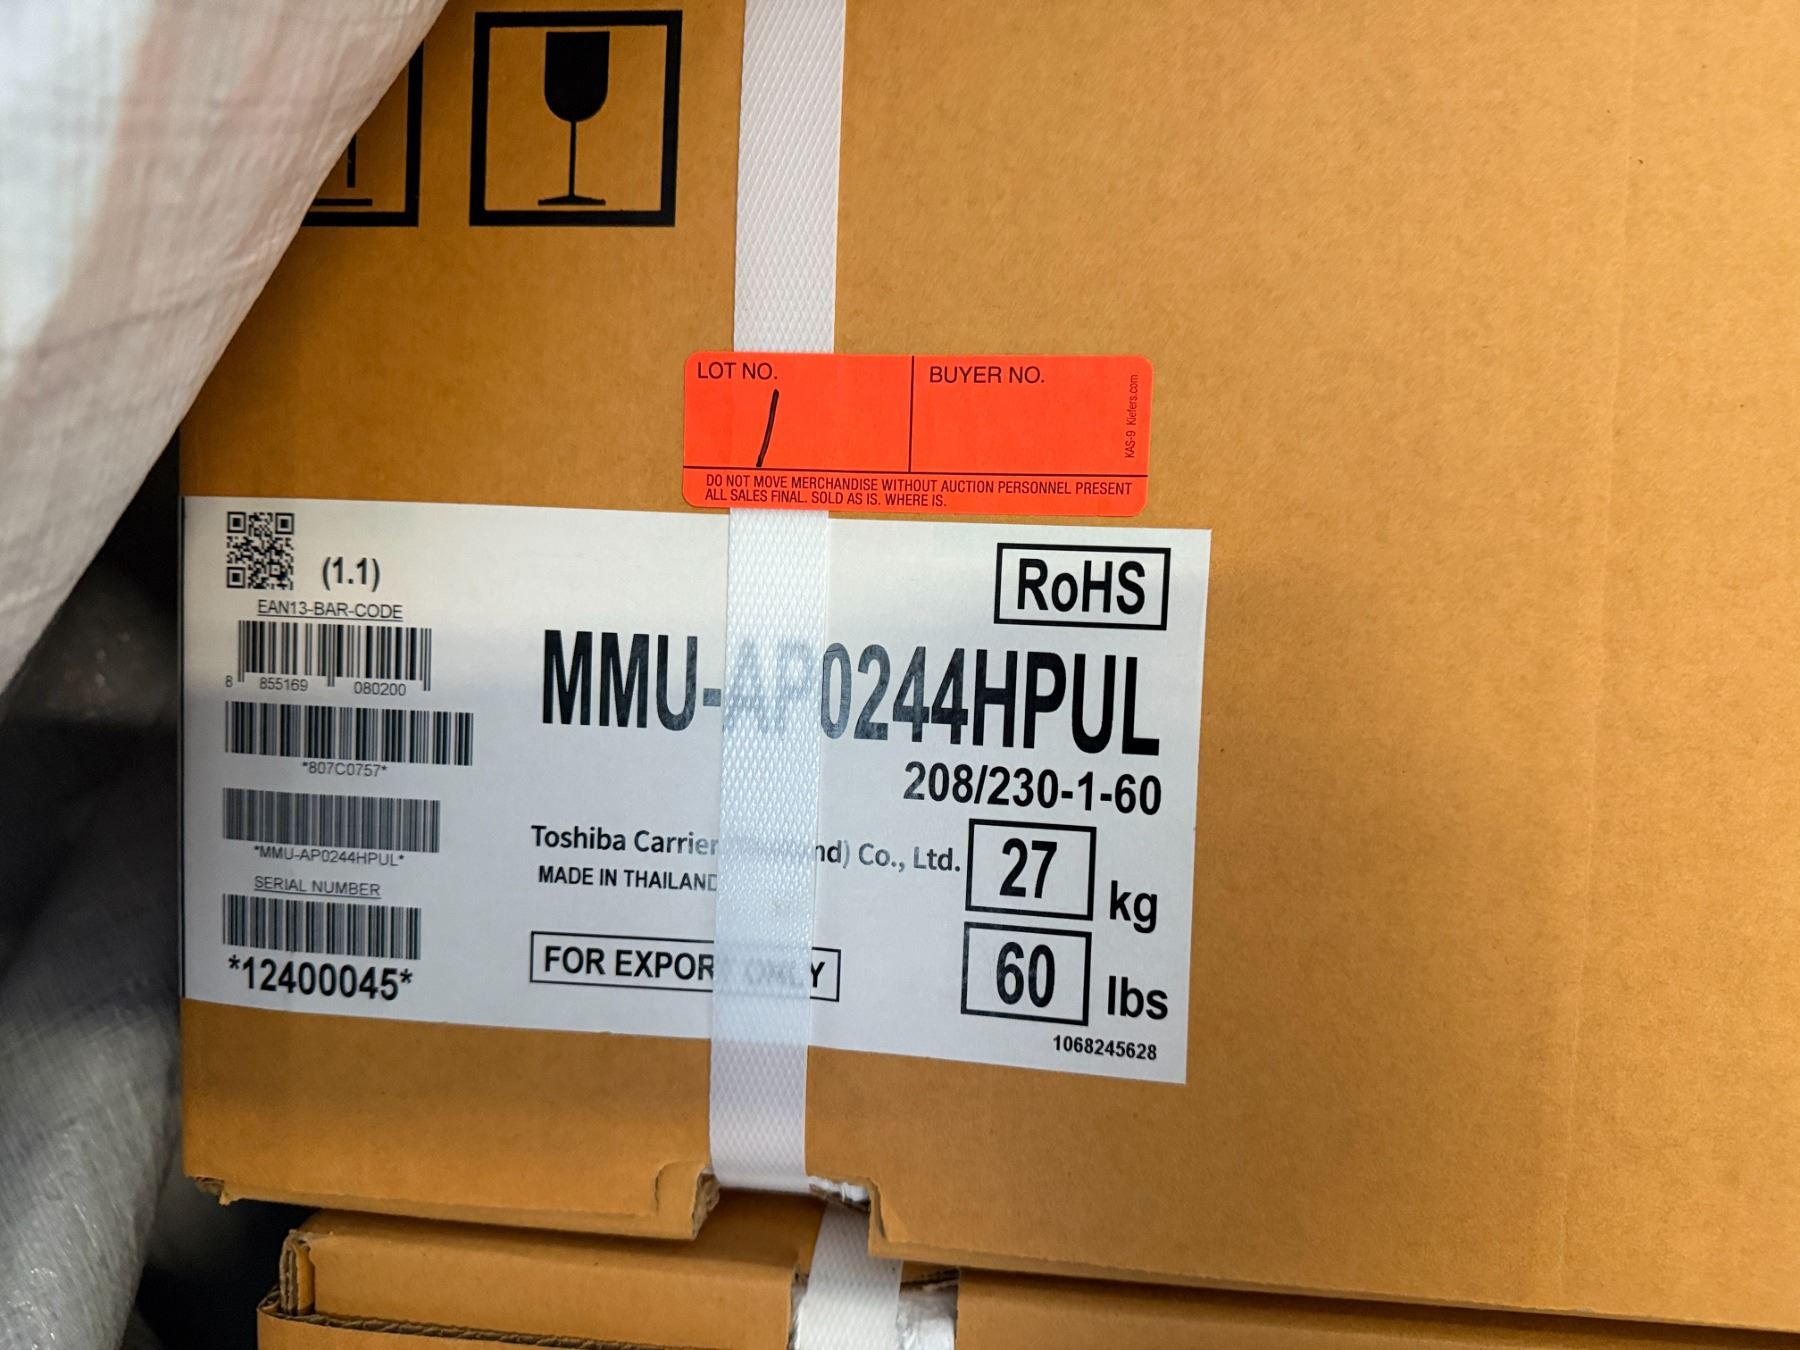 LOT NO.
1
BUYER NO.
KAS-9 Kiefers.com
DO NOT MOVE MERCHANDISE WITHOUT AUCTION PERSONNEL PRESENT
ALL SALES FINAL. SOLD AS IS. WHERE IS.
(1.1)
RoHS
EAN13-BAR-CODE
8 855169 080200
MMU-AP0244HPUL
208/230-1-60
*807C0757*
*MMU-AP0244HPUL*
Toshiba Carrier nd) Co., Ltd.
MADE IN THAILAND
27 kg
SERIAL NUMBER
*12400045*
FOR EXPORT ONLY
60 lbs
1068245628